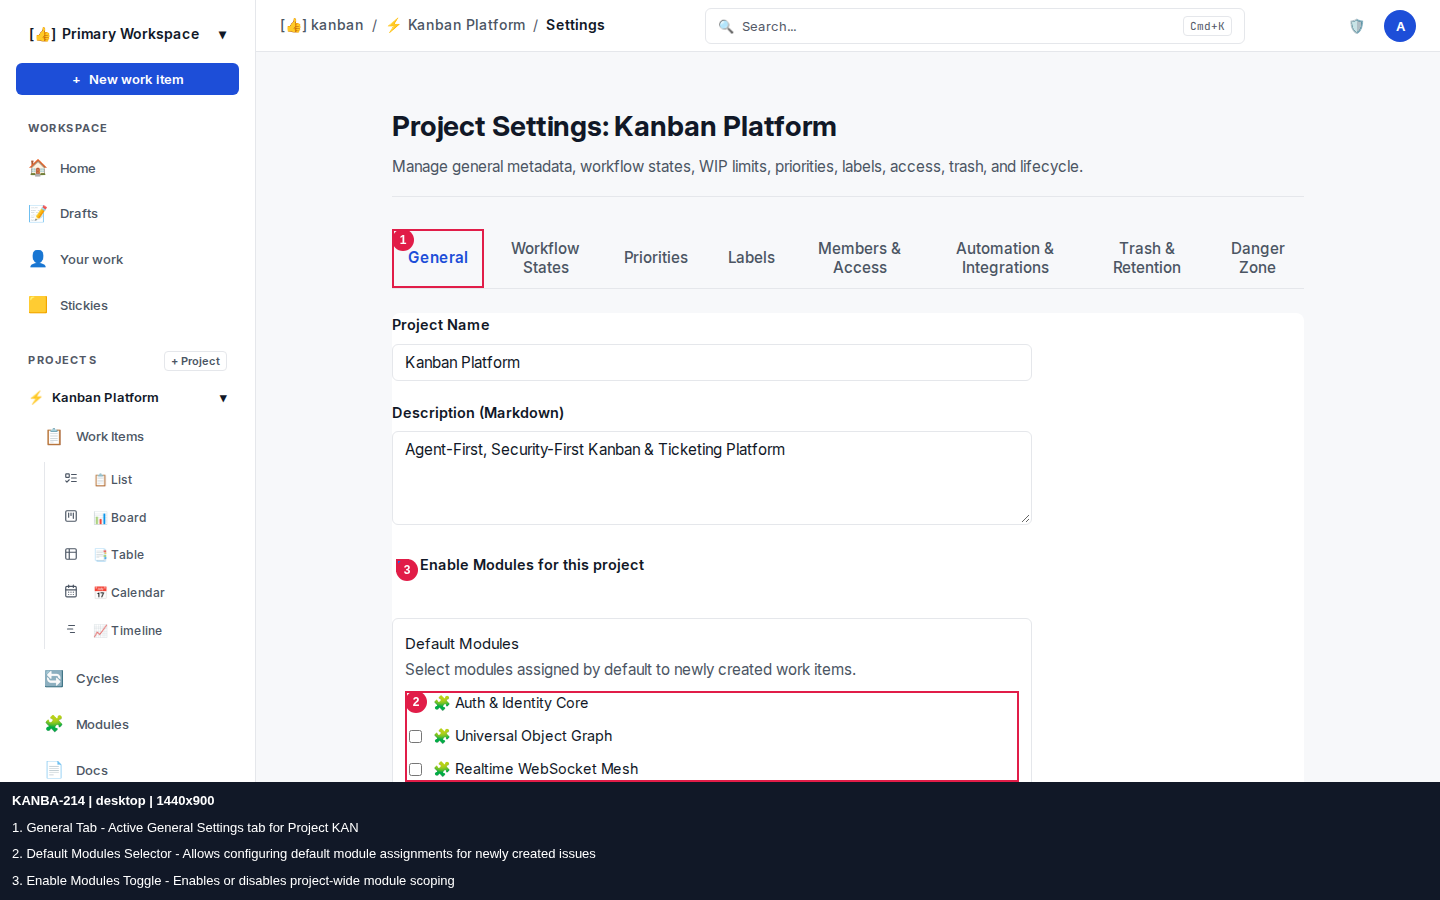 [👍] Primary Workspace ▼
+ New work item
WORKSPACE
🏠 Home
📝 Drafts
👤 Your work
🟨 Stickies
PROJECTS
+ Project
⚡ Kanban Platform ▼
📋 Work Items
📋 List
📊 Board
📑 Table
📅 Calendar
📈 Timeline
🔄 Cycles
🧩 Modules
📄 Docs
[👍] kanban / ⚡ Kanban Platform / Settings
🔍 Search...
Cmd+K
A
Project Settings: Kanban Platform
Manage general metadata, workflow states, WIP limits, priorities, labels, access, trash, and lifecycle.
1
General
Workflow
States
Priorities
Labels
Members &
Access
Automation &
Integrations
Trash &
Retention
Danger
Zone
Project Name
Kanban Platform
Description (Markdown)
Agent-First, Security-First Kanban & Ticketing Platform
3
Enable Modules for this project
Default Modules
Select modules assigned by default to newly created work items.
2
🧩 Auth & Identity Core
🧩 Universal Object Graph
🧩 Realtime WebSocket Mesh
KANBA-214 | desktop | 1440x900
1. General Tab - Active General Settings tab for Project KAN
2. Default Modules Selector - Allows configuring default module assignments for newly created issues
3. Enable Modules Toggle - Enables or disables project-wide module scoping